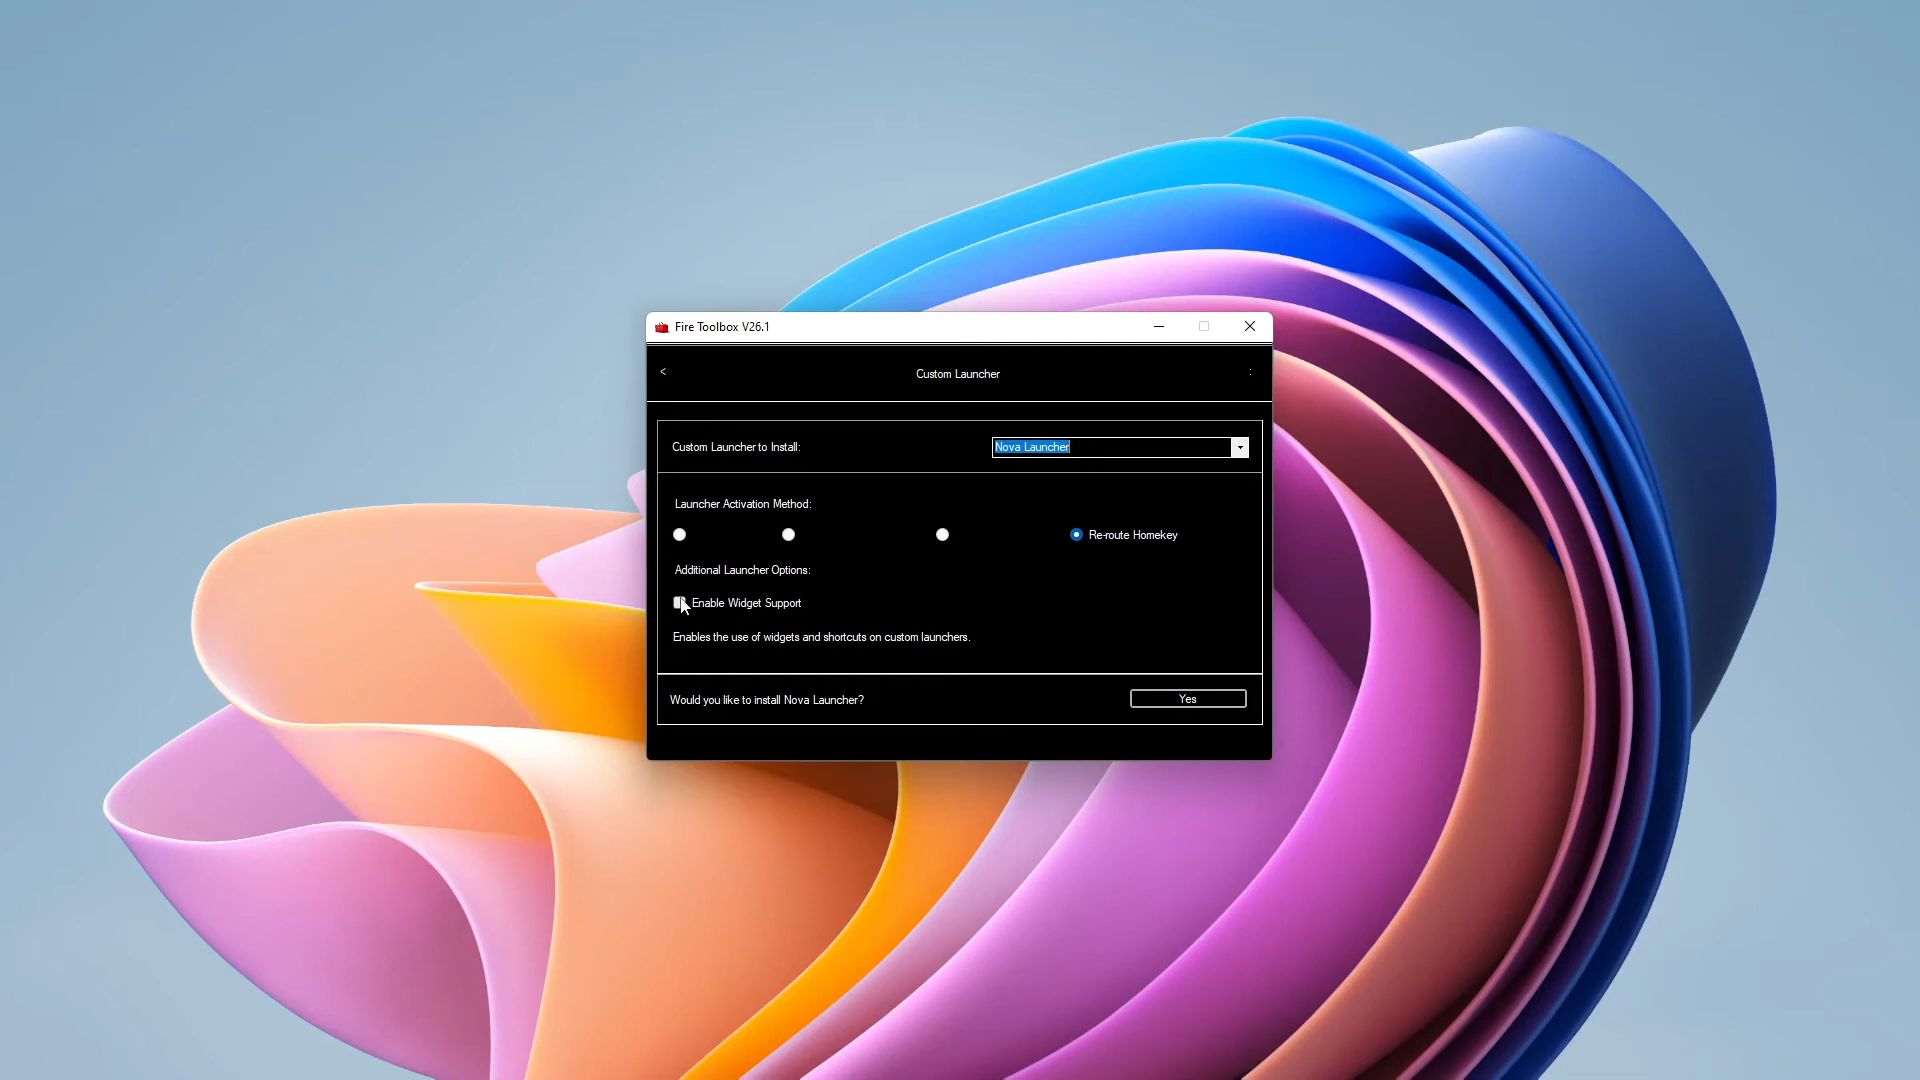 Fire Toolbox V26.1
<
Custom Launcher
:
Custom Launcher to Install:
Nova Launcher
Launcher Activation Method:
Re-route Homekey
Additional Launcher Options:
Enable Widget Support
Enables the use of widgets and shortcuts on custom launchers.
Would you like to install Nova Launcher?
Yes